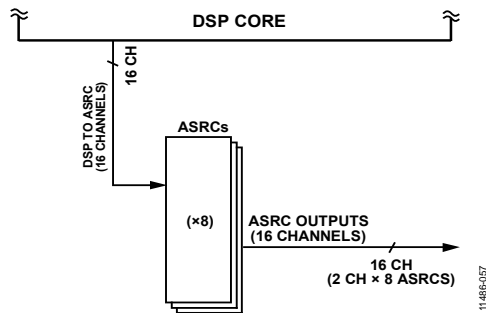 DSP CORE
16 CH
DSP TO ASRC
(16 CHANNELS)
ASRCs
(×8)
ASRC OUTPUTS
(16 CHANNELS)
16 CH
(2 CH × 8 ASRCS)
11486-057